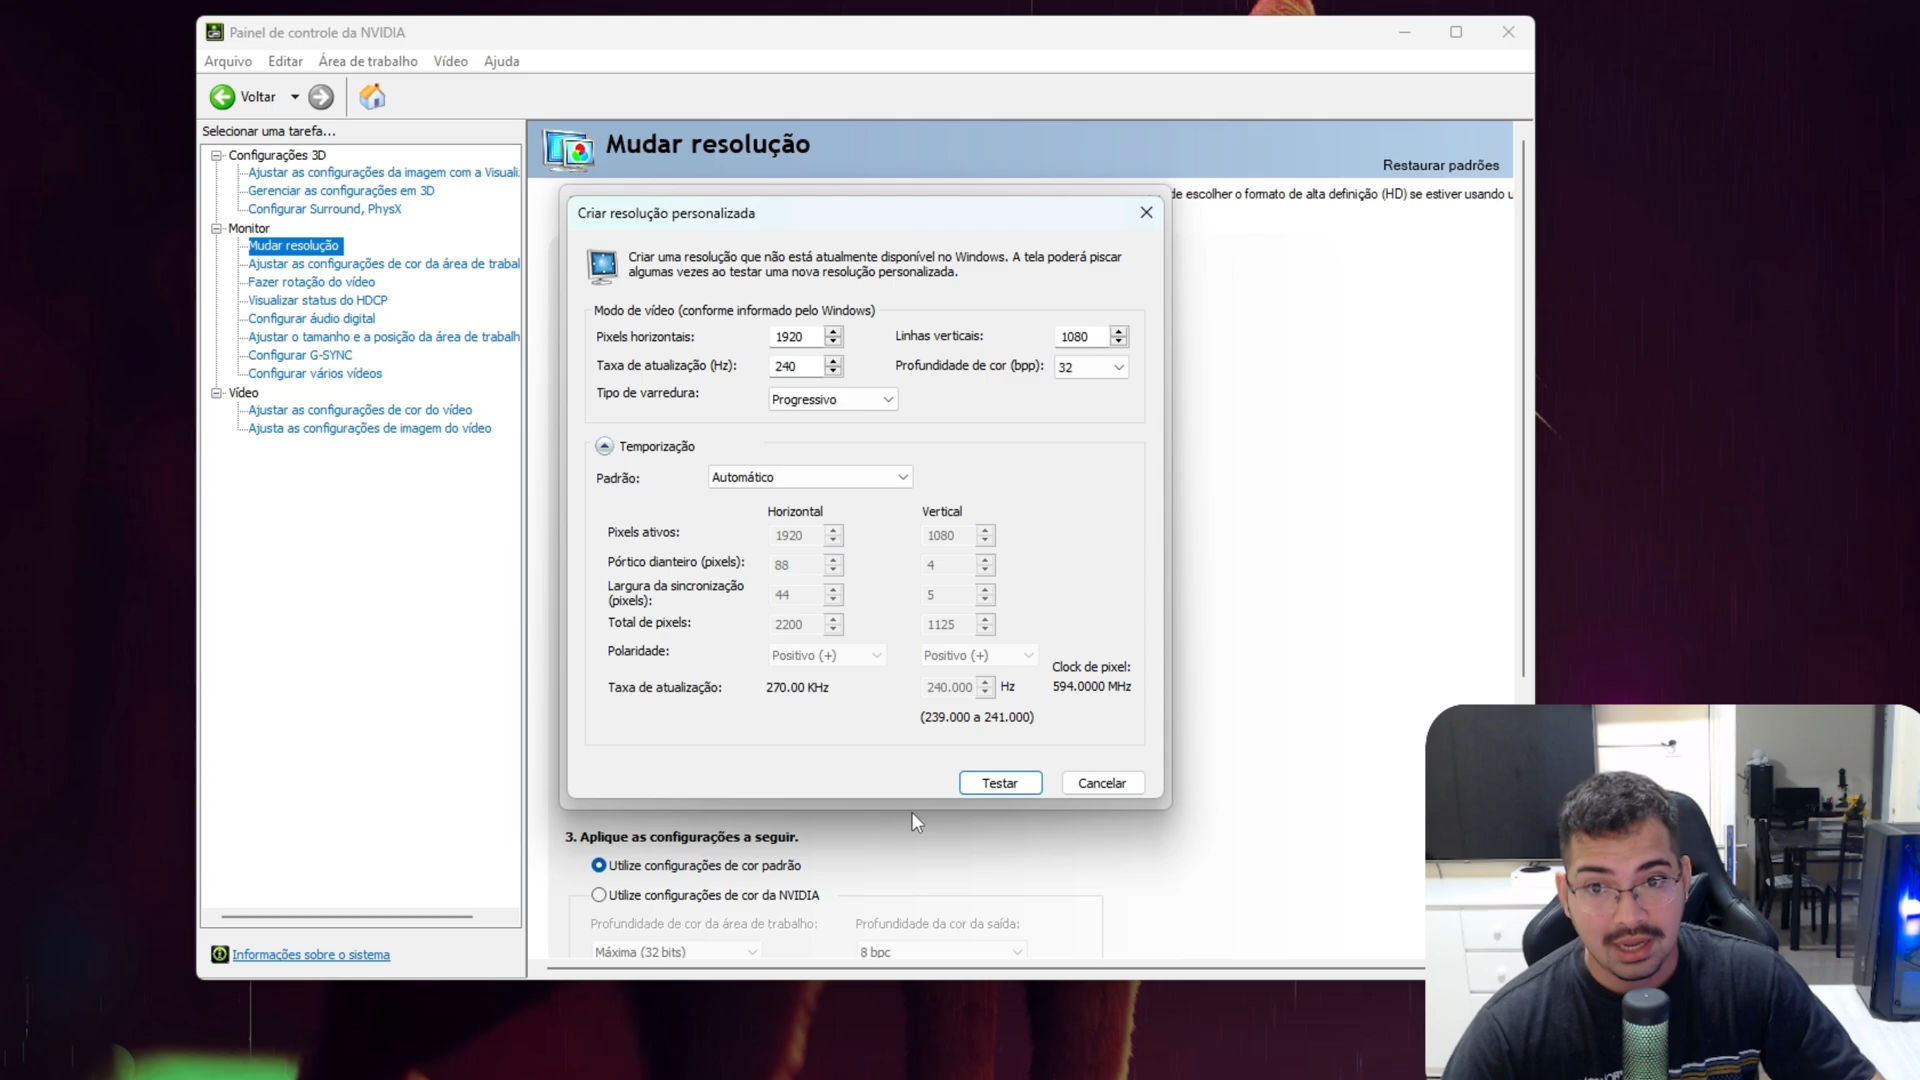 Painel de controle da NVIDIA
Arquivo Editar Área de trabalho Vídeo Ajuda
Voltar
Selecionar uma tarefa...
Configurações 3D
Ajustar as configurações da imagem com a Visuali
Gerenciar as configurações em 3D
Configurar Surround, PhysX
Monitor
Mudar resolução
Ajustar as configurações de cor da área de trabal
Fazer rotação do vídeo
Visualizar status do HDCP
Configurar áudio digital
Ajustar o tamanho e a posição da área de trabalh
Configurar G-SYNC
Configurar vários vídeos
Vídeo
Ajustar as configurações de cor do vídeo
Ajusta as configurações de imagem do vídeo
Informações sobre o sistema
Mudar resolução
Restaurar padrões
de escolher o formato de alta definição (HD) se estiver usando u
Criar resolução personalizada
Criar uma resolução que não está atualmente disponível no Windows. A tela poderá piscar
algumas vezes ao testar uma nova resolução personalizada.
Modo de vídeo (conforme informado pelo Windows)
Pixels horizontais: 1920 Linhas verticais: 1080
Taxa de atualização (Hz): 240 Profundidade de cor (bpp): 32
Tipo de varredura: Progressivo
Temporização
Padrão: Automático
Horizontal Vertical
Pixels ativos: 1920 1080
Pórtico dianteiro (pixels): 88 4
Largura da sincronização
(pixels): 44 5
Total de pixels: 2200 1125
Polaridade: Positivo (+) Positivo (+)
Clock de pixel:
Taxa de atualização: 270.00 KHz 240.000 Hz 594.0000 MHz
(239.000 a 241.000)
Testar Cancelar
3. Aplique as configurações a seguir.
Utilize configurações de cor padrão
Utilize configurações de cor da NVIDIA
Profundidade de cor da área de trabalho: Profundidade da cor da saída:
Máxima (32 bits) 8 bpc